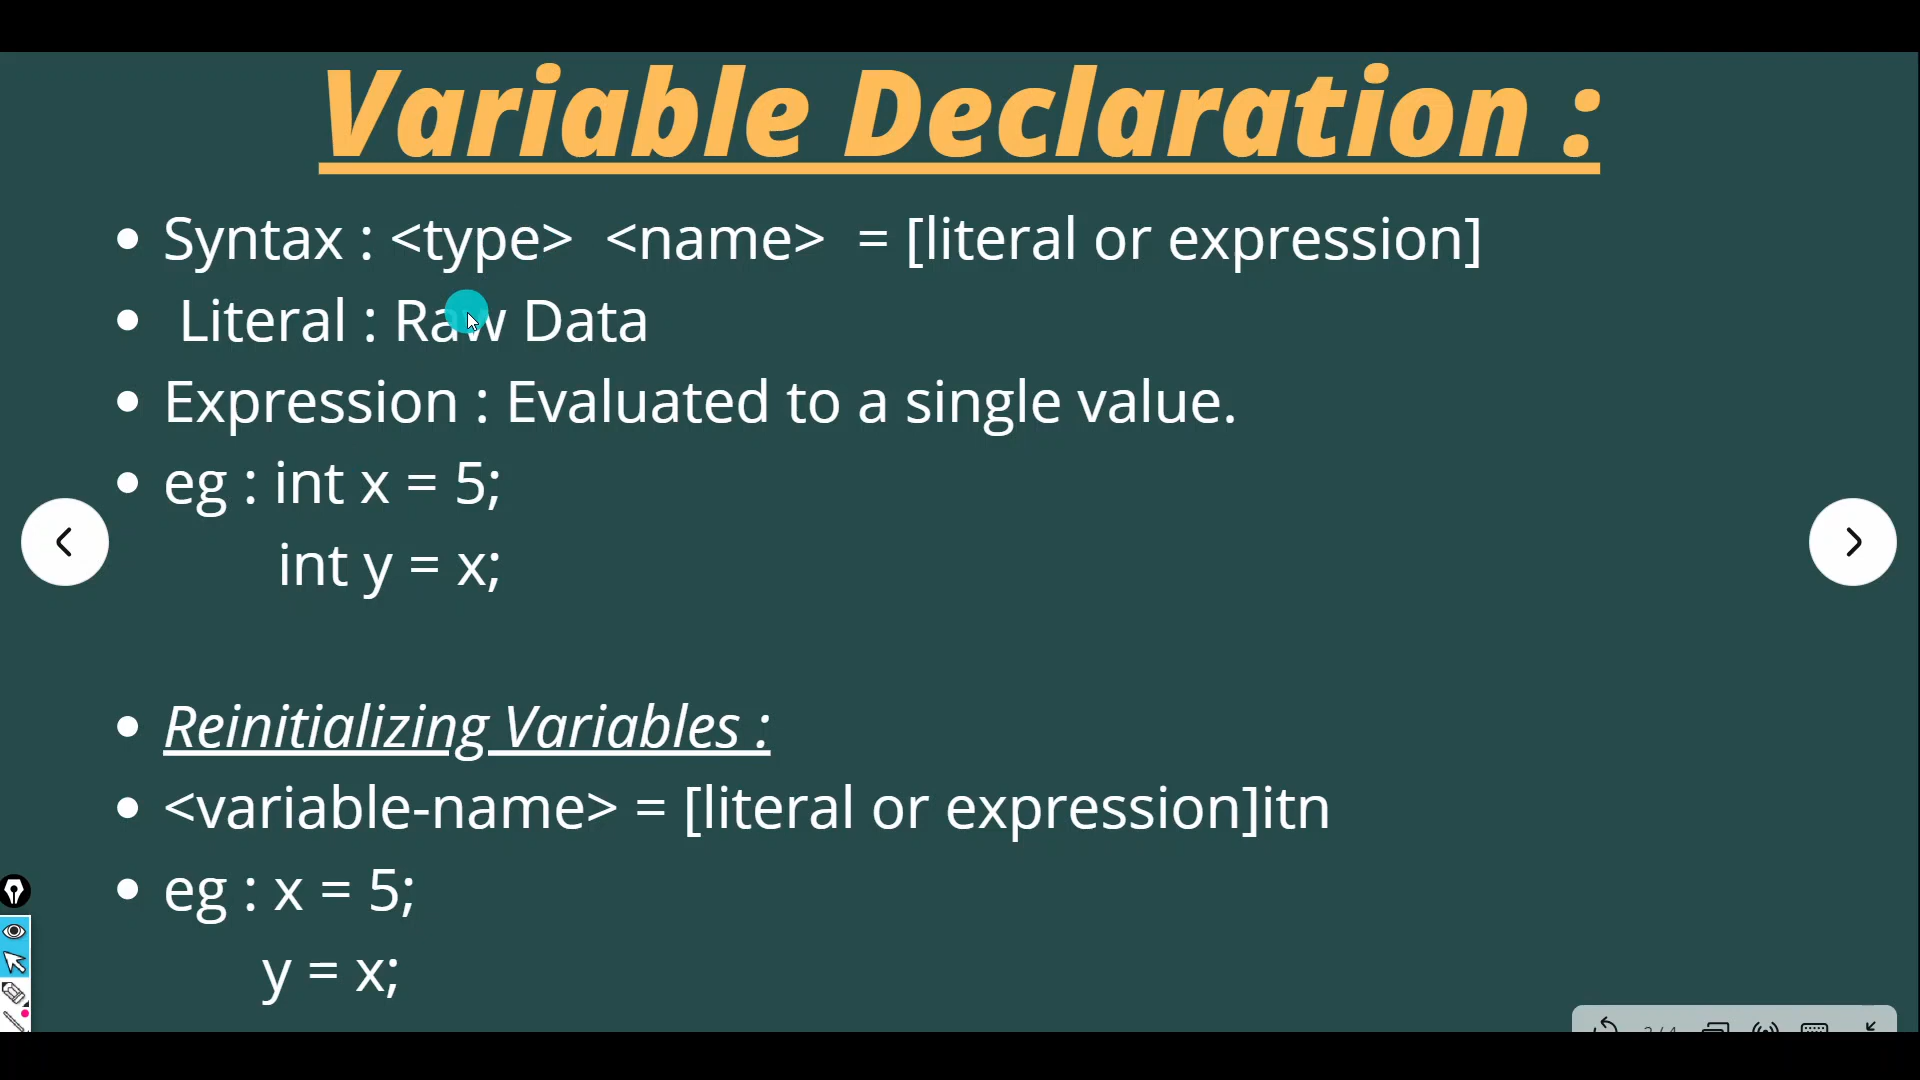 Variable Declaration :
• Syntax : <type> <name> = [literal or expression]
• Literal : Raw Data
• Expression : Evaluated to a single value.
• eg : int x = 5;
int y = x;
• Reinitializing Variables :
• <variable-name> = [literal or expression]itn
• eg : x = 5;
y = x;